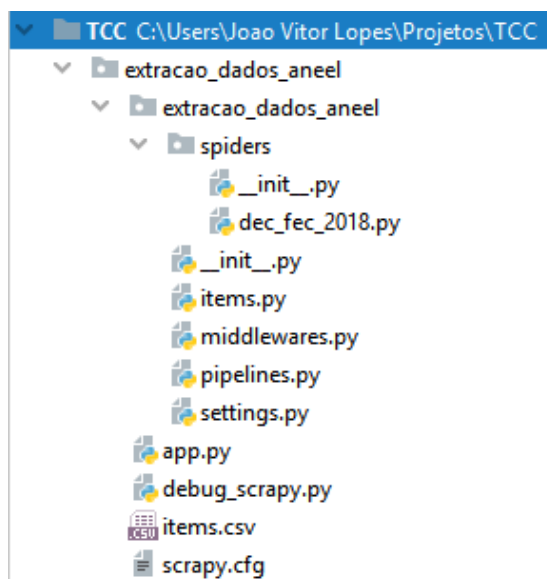 TCC C:\Users\Joao Vitor Lopes\Projetos\TCC
extracao_dados_aneel
extracao_dados_aneel
spiders
__init__.py
dec_fec_2018.py
__init__.py
items.py
middlewares.py
pipelines.py
settings.py
app.py
debug_scrapy.py
items.csv
scrapy.cfg